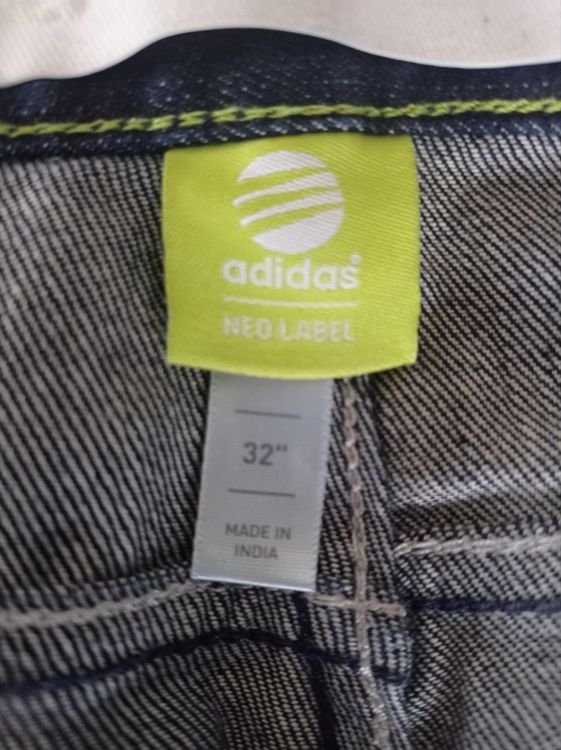 adidas®
NEO LABEL
32"
MADE IN
INDIA